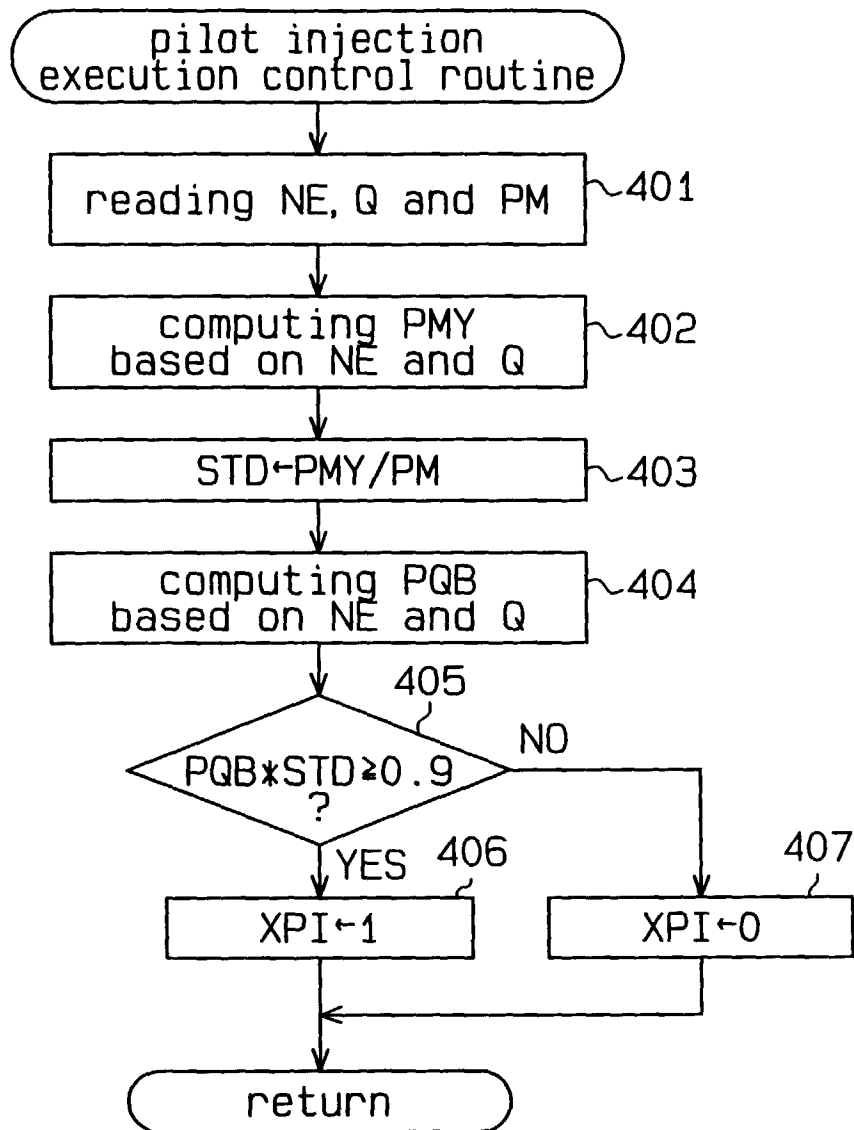 pilot injection
execution control routine
reading NE, Q and PM
401
computing PMY
based on NE and Q
402
STD←PMY/PM
403
computing PQB
based on NE and Q
404
405
PQB*STD≧0.9
?
NO
YES
406
XPI←1
407
XPI←0
return